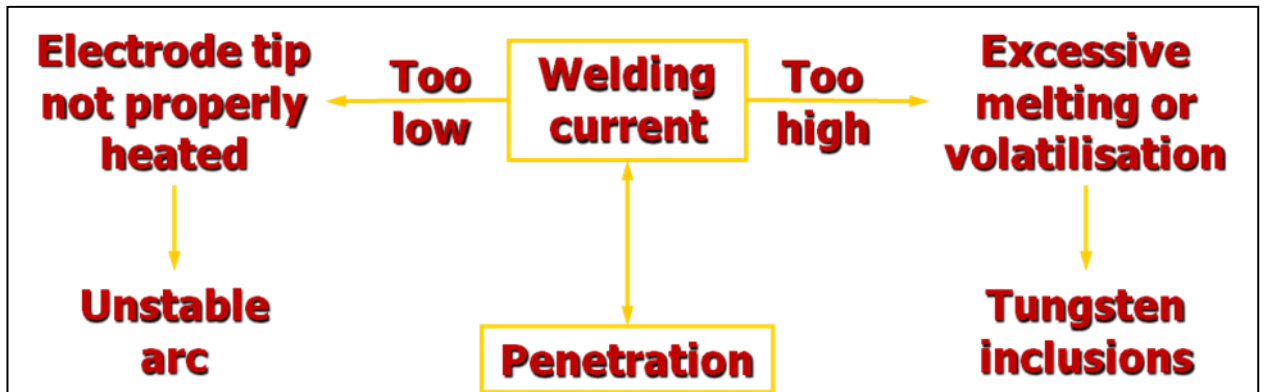 Electrode tip
not properly
heated
Too
low
Welding
current
Too
high
Excessive
melting or
volatilisation
Unstable
arc
Penetration
Tungsten
inclusions